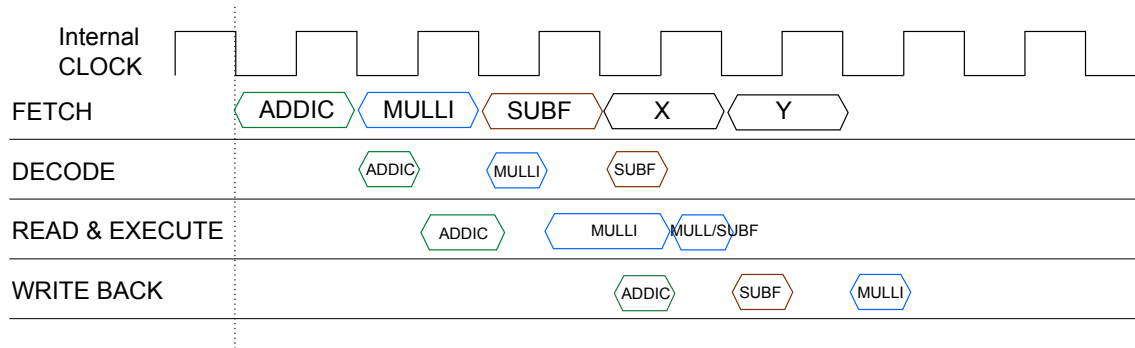 Internal
CLOCK
FETCH ADDIC MULLI SUBF X Y
DECODE ADDIC MULLI SUBF
READ & EXECUTE ADDIC MULLI MULL/SUBF
WRITE BACK ADDIC SUBF MULLI